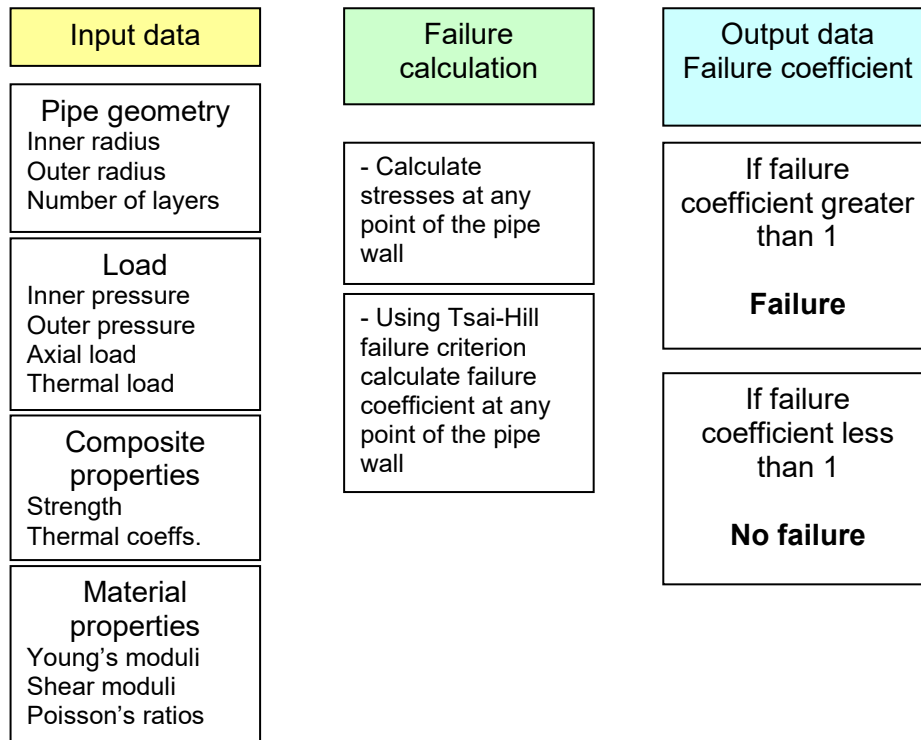 Input data
Pipe geometry
Inner radius
Outer radius
Number of layers
Load
Inner pressure
Outer pressure
Axial load
Thermal load
Composite
properties
Strength
Thermal coeffs.
Material
properties
Young’s moduli
Shear moduli
Poisson’s ratios
Failure
calculation
- Calculate
stresses at any
point of the pipe
wall
- Using Tsai-Hill
failure criterion
calculate failure
coefficient at any
point of the pipe
wall
Output data
Failure coefficient
If failure
coefficient greater
than 1
Failure
If failure
coefficient less
than 1
No failure